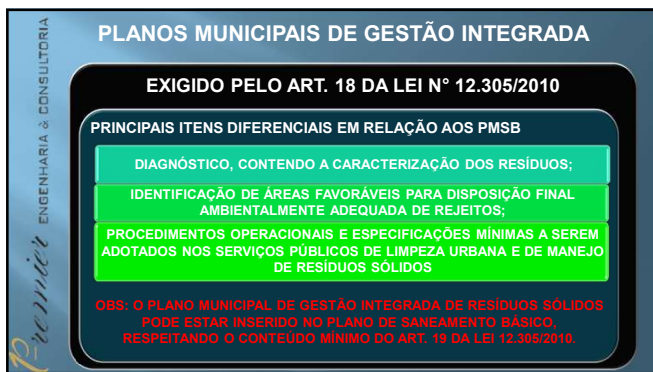 PLANOS MUNICIPAIS DE GESTÃO INTEGRADA
EXIGIDO PELO ART. 18 DA LEI N° 12.305/2010
PRINCIPAIS ITENS DIFERENCIAIS EM RELAÇÃO AOS PMSB
DIAGNÓSTICO, CONTENDO A CARACTERIZAÇÃO DOS RESÍDUOS;
IDENTIFICAÇÃO DE ÁREAS FAVORÁVEIS PARA DISPOSIÇÃO FINAL
AMBIENTALMENTE ADEQUADA DE REJEITOS;
PROCEDIMENTOS OPERACIONAIS E ESPECIFICAÇÕES MÍNIMAS A SEREM
ADOTADOS NOS SERVIÇOS PÚBLICOS DE LIMPEZA URBANA E DE MANEJO
DE RESÍDUOS SÓLIDOS
OBS: O PLANO MUNICIPAL DE GESTÃO INTEGRADA DE RESÍDUOS SÓLIDOS
PODE ESTAR INSERIDO NO PLANO DE SANEAMENTO BÁSICO,
RESPEITANDO O CONTEÚDO MÍNIMO DO ART. 19 DA LEI 12.305/2010.
Premier ENGENHARIA & CONSULTORIA